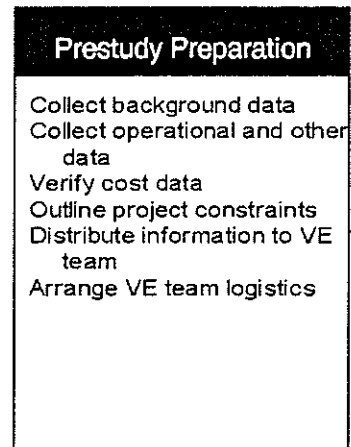 Prestudy Preparation
Collect background data
Collect operational and other
data
Verify cost data
Outline project constraints
Distribute information to VE
team
Arrange VE team logistics